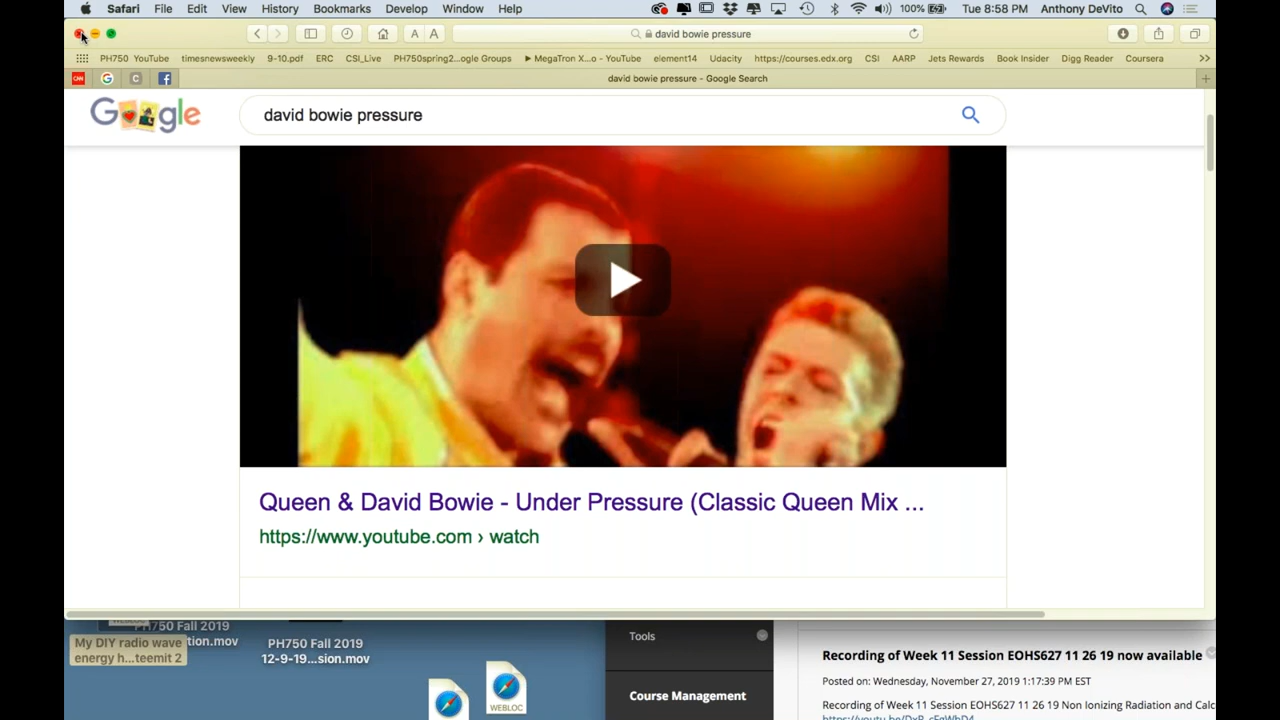 Safari File Edit View History Bookmarks Develop Window Help 100% Tue 8:58 PM Anthony DeVito
A A david bowie pressure
PH750 YouTube timesnewsweekly 9-10.pdf ERC CSI_Live PH750spring2...ogle Groups MegaTron X...o - YouTube element14 Udacity https://courses.edx.org CSI AARP Jets Rewards Book Insider Digg Reader Coursera
david bowie pressure - Google Search
Google david bowie pressure
Queen & David Bowie - Under Pressure (Classic Queen Mix ...
https://www.youtube.com › watch
PH750 Fall 2019
tion.mov
My DIY radio wave
energy h...teemit 2
PH750 Fall 2019
12-9-19...sion.mov
WEBLOC
Tools
Course Management
Recording of Week 11 Session EOHS627 11 26 19 now available
Posted on: Wednesday, November 27, 2019 1:17:39 PM EST
Recording of Week 11 Session EOHS627 11 26 19 Non Ionizing Radiation and Calc